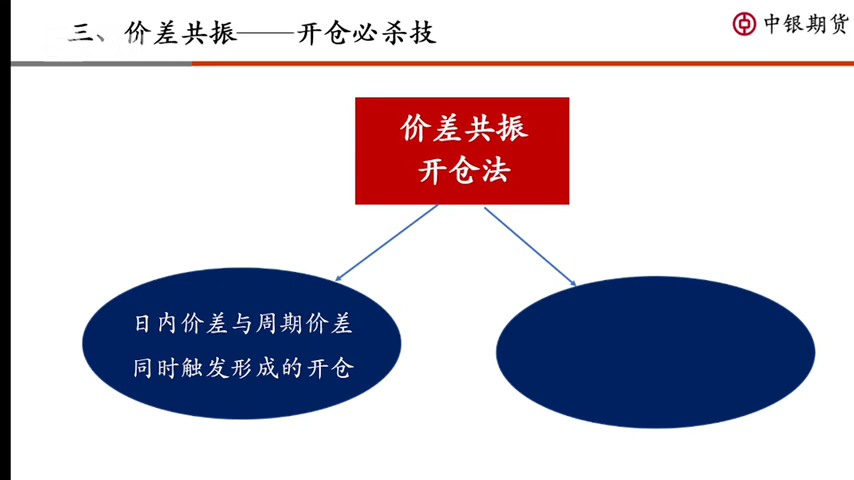 三、价差共振——开仓必杀技
中银期货
价差共振
开仓法
日内价差与周期价差
同时触发形成的开仓